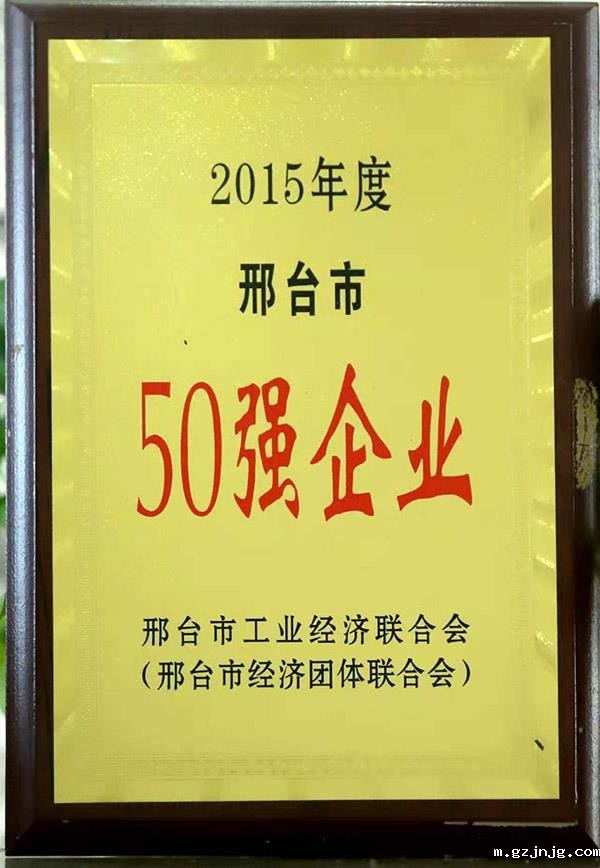 2015年度
邢台市
50强企业
邢台市工业经济联合会
（邢台市经济团体联合会）
m.gzjnjg.com